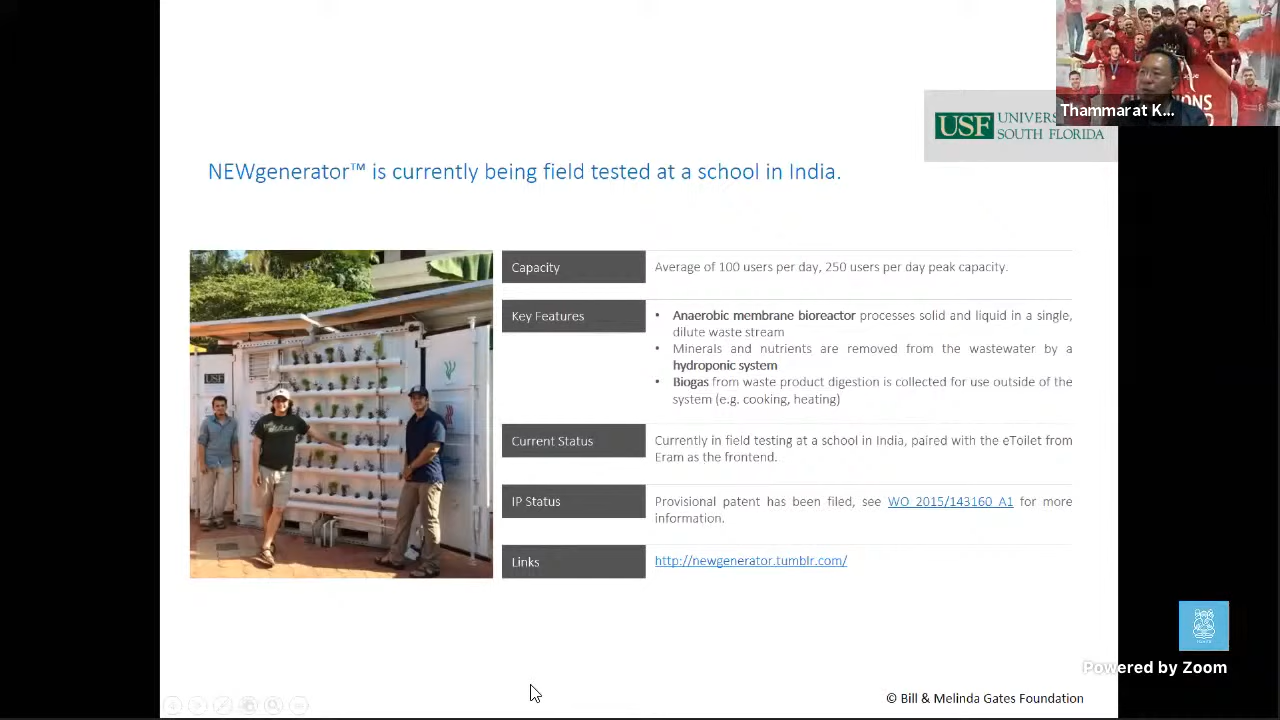 Thammarat K...
USF UNIVERS
SOUTH FLORIDA
NEWgenerator™ is currently being field tested at a school in India.
Capacity
Average of 100 users per day, 250 users per day peak capacity.
Key Features
• Anaerobic membrane bioreactor processes solid and liquid in a single,
dilute waste stream
• Minerals and nutrients are removed from the wastewater by a
hydroponic system
• Biogas from waste product digestion is collected for use outside of the
system (e.g. cooking, heating)
Current Status
Currently in field testing at a school in India, paired with the eToilet from
Eram as the frontend.
IP Status
Provisional patent has been filed, see WO 2015/143160 A1 for more
information.
Links
http://newgenerator.tumblr.com/
USF
Powered by Zoom
© Bill & Melinda Gates Foundation